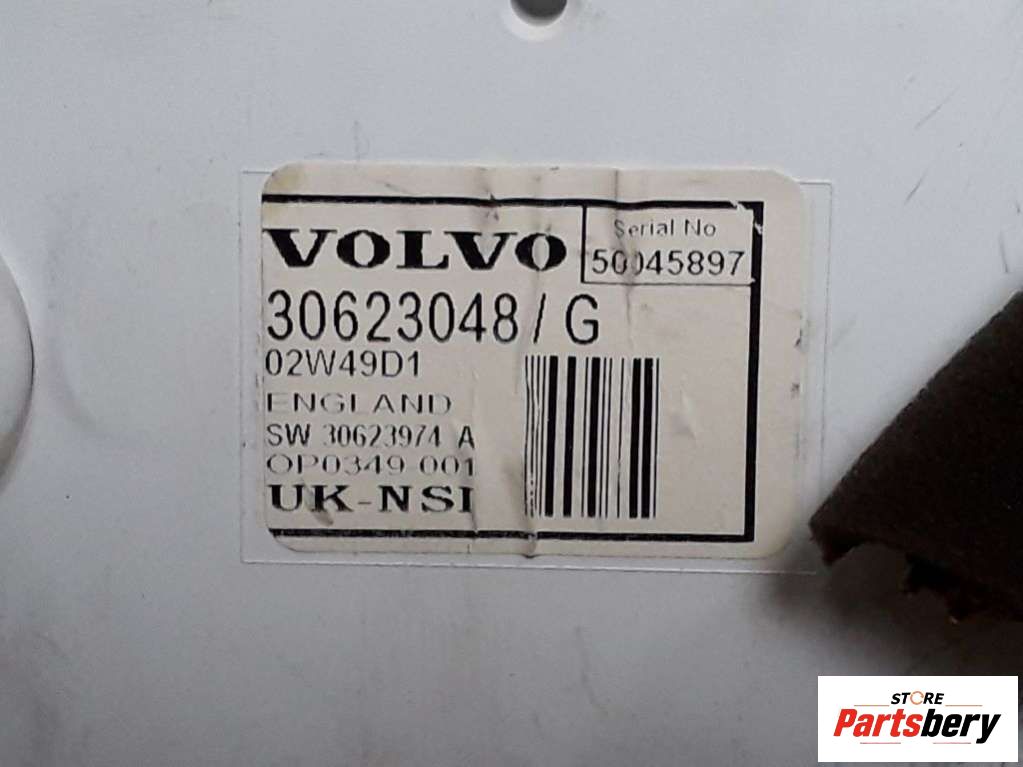 VOLVO
Serial No
50045897
30623048/G
02W49D1
ENGLAND
SW 30623974 A
OP0349 001
UK-NSI
STORE
Partsbery